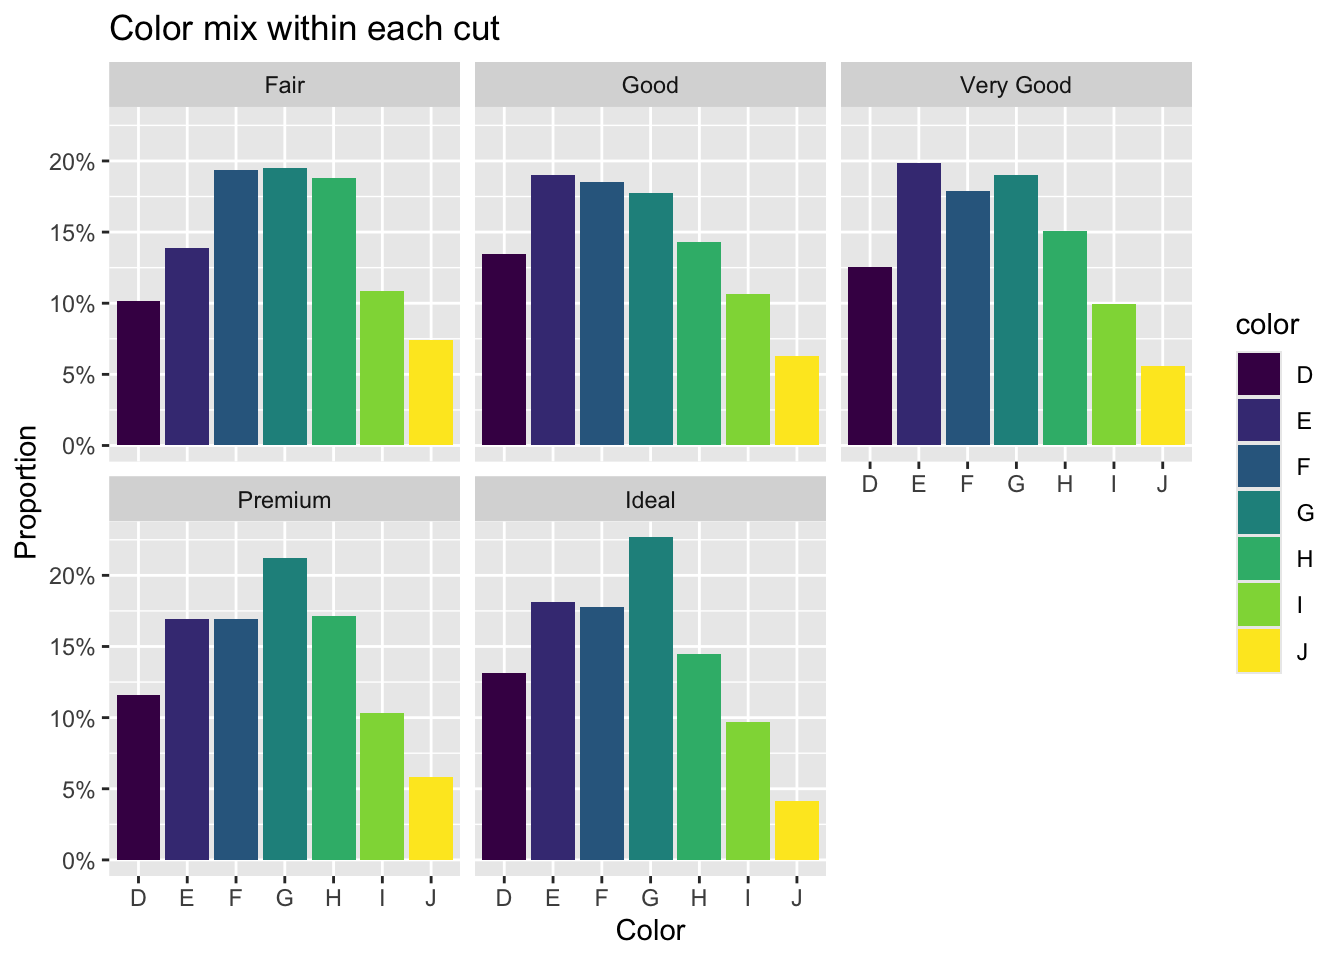 Color mix within each cut
Fair Good Very Good
20%
15%
10%
5%
0%
D E F G H I J
Premium Ideal
20%
15%
10%
5%
0%
D E F G H I J D E F G H I J
Color
Proportion
color
D
E
F
G
H
I
J